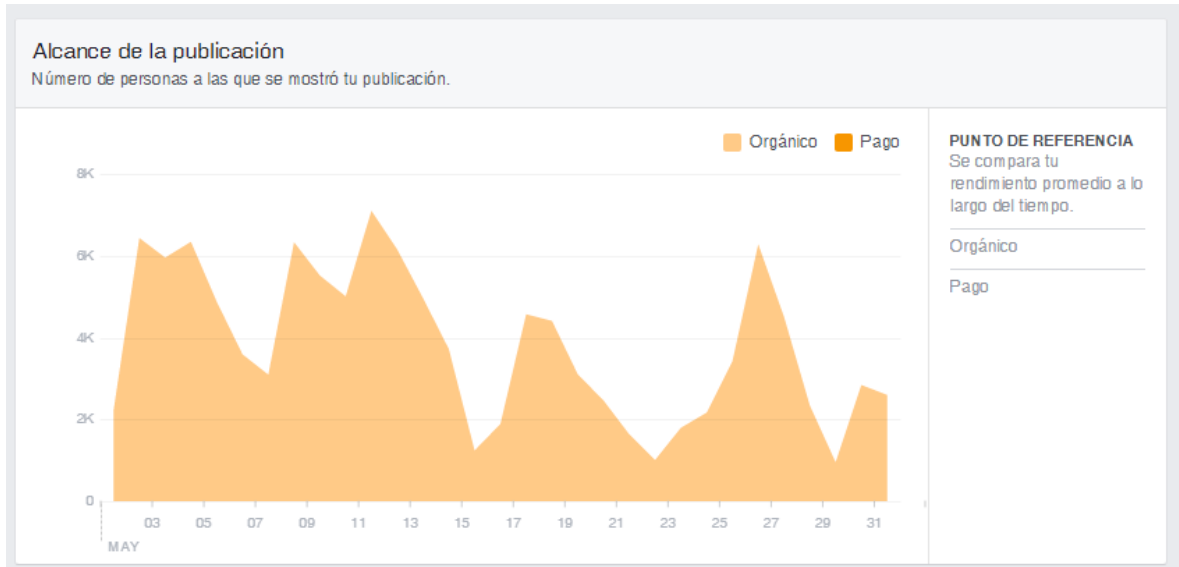 Alcance de la publicación
Número de personas a las que se mostró tu publicación.
Orgánico Pago
8K
6K
4K
2K
0
03 05 07 09 11 13 15 17 19 21 23 25 27 29 31
MAY
PUNTO DE REFERENCIA
Se compara tu
rendimiento promedio a lo
largo del tiempo.
Orgánico
Pago